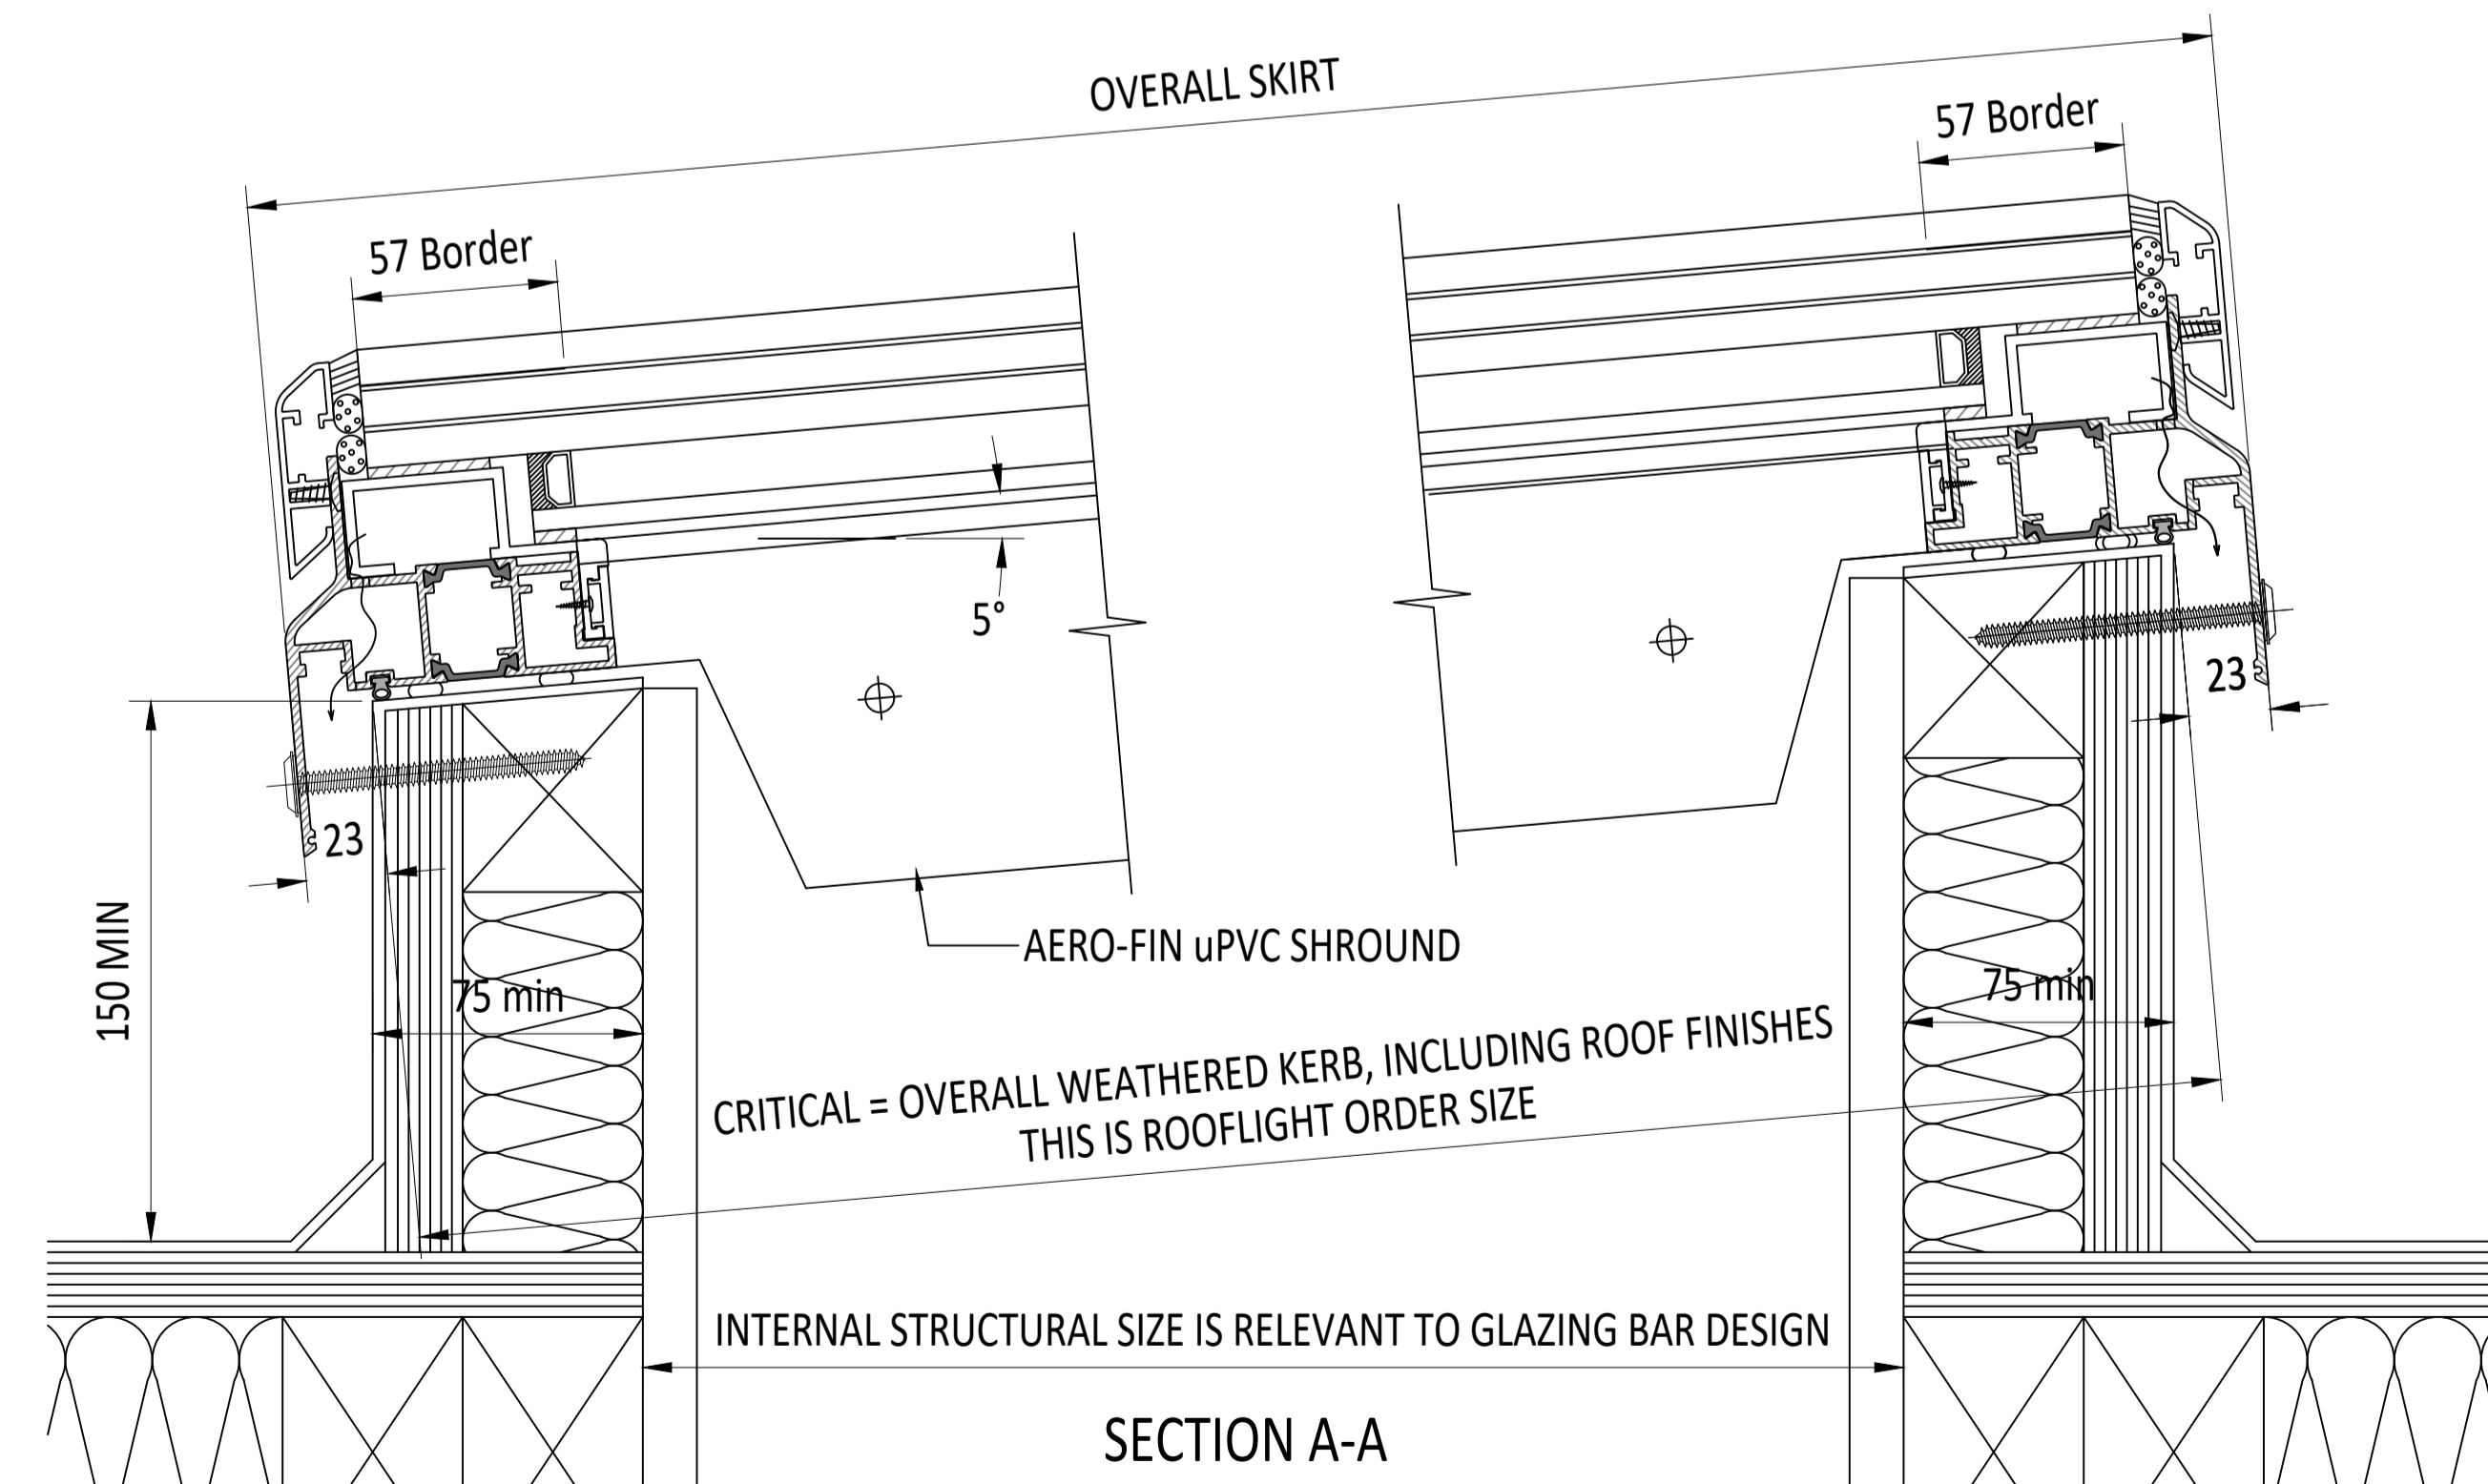 OVERALL SKIRT
57 Border
57 Border
5°
23
23
150 MIN
AERO-FIN uPVC SHROUND
75 min
75 min
CRITICAL = OVERALL WEATHERED KERB, INCLUDING ROOF FINISHES
THIS IS ROOFLIGHT ORDER SIZE
INTERNAL STRUCTURAL SIZE IS RELEVANT TO GLAZING BAR DESIGN
SECTION A-A